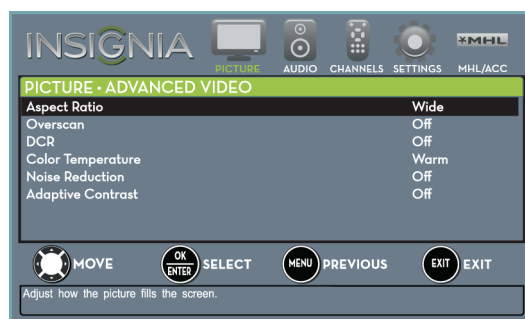 INSIGNIA
PICTURE AUDIO CHANNELS SETTINGS MHL MHL/ACC
PICTURE • ADVANCED VIDEO
Aspect Ratio Wide
Overscan Off
DCR Off
Color Temperature Warm
Noise Reduction Off
Adaptive Contrast Off
MOVE OK ENTER SELECT MENU PREVIOUS EXIT EXIT
Adjust how the picture fills the screen.